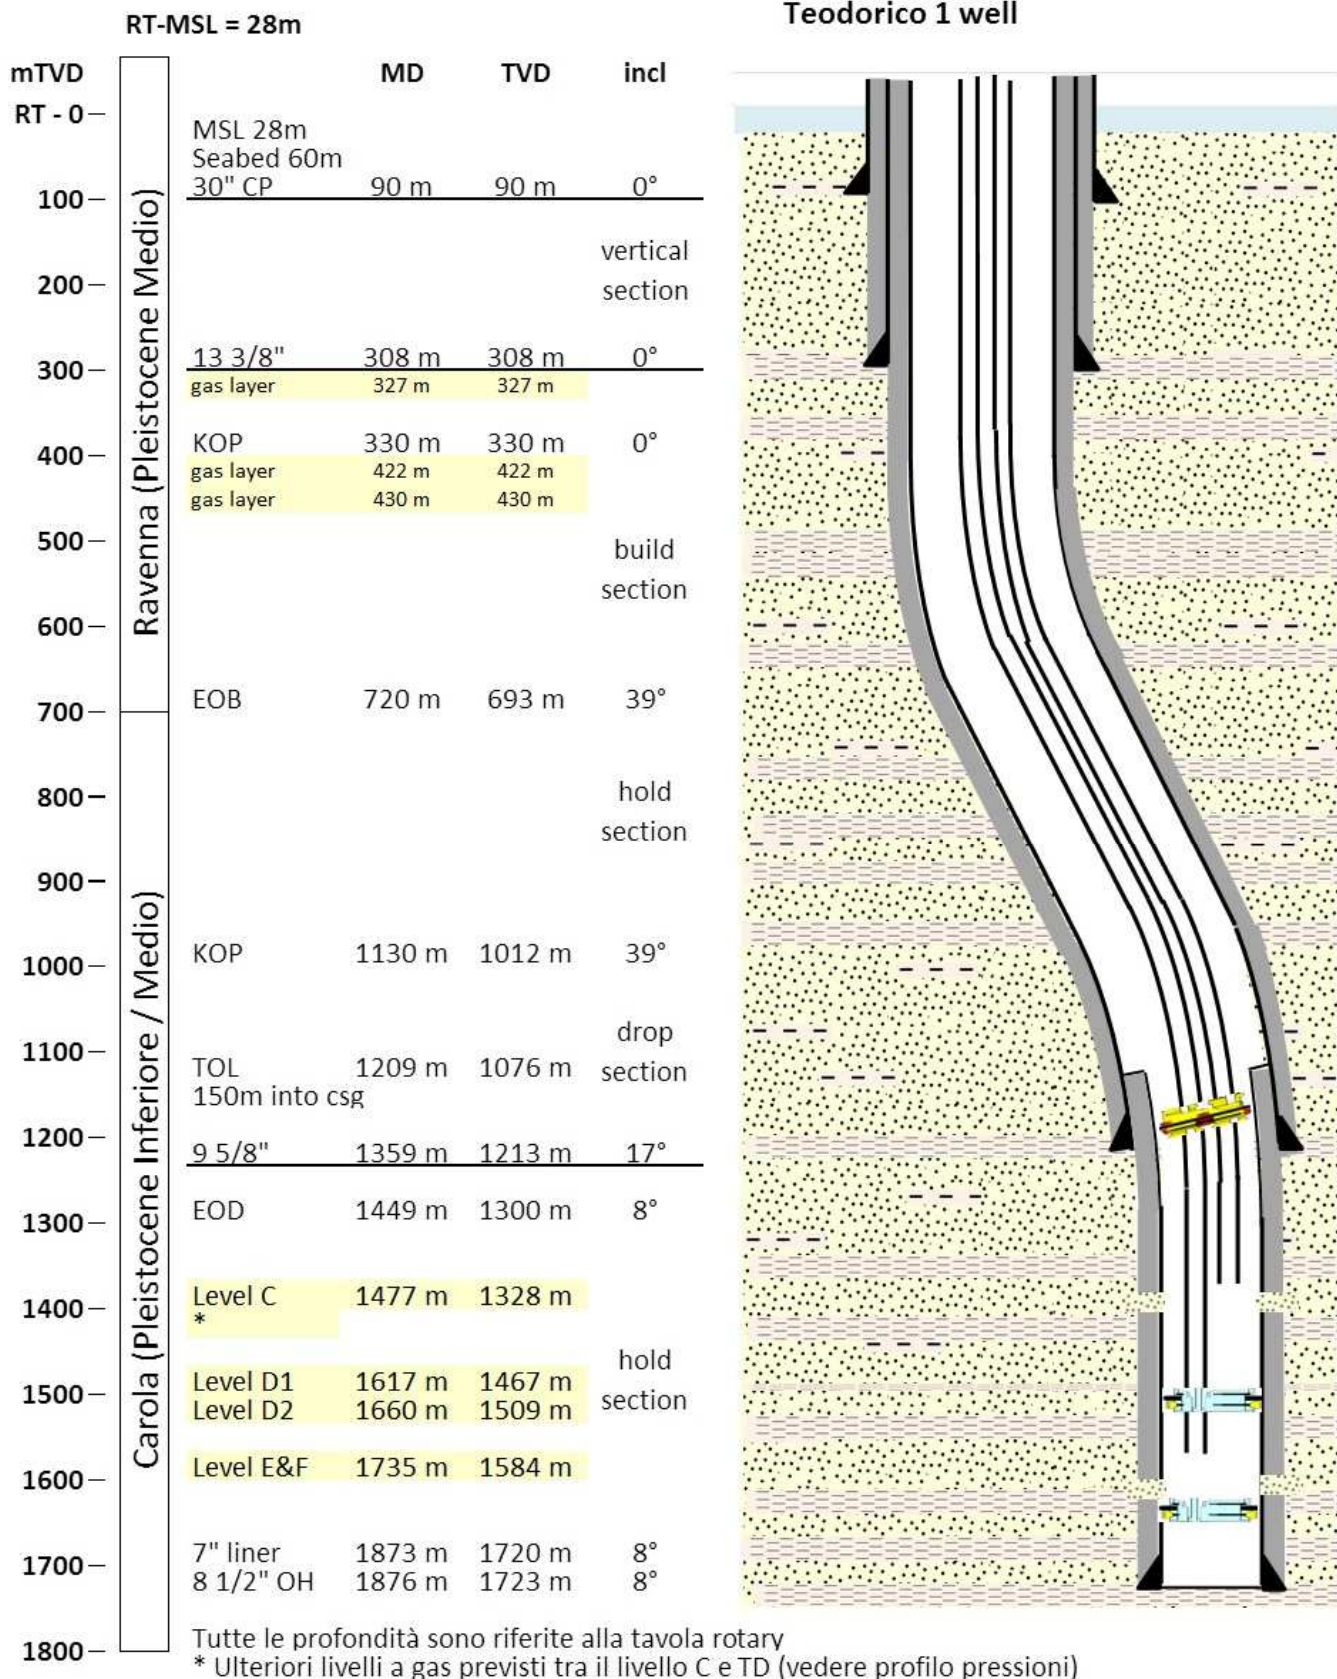 RT-MSL = 28m
Teodorico 1 well
mTVD MD TVD incl
RT - 0
MSL 28m
Seabed 60m
30" CP 90 m 90 m 0°
100
vertical
200 section
13 3/8" 308 m 308 m 0°
300
gas layer 327 m 327 m
KOP 330 m 330 m 0°
400
gas layer 422 m 422 m
gas layer 430 m 430 m
500
build
section
600
Ravenna (Pleistocene Medio)
EOB 720 m 693 m 39°
700
hold
800
section
900
KOP 1130 m 1012 m 39°
1000
drop
1100
TOL 1209 m 1076 m section
150m into csg
1200
9 5/8" 1359 m 1213 m 17°
EOD 1449 m 1300 m 8°
1300
Level C 1477 m 1328 m
1400
*
hold
Level D1 1617 m 1467 m
1500 section
Level D2 1660 m 1509 m
Level E&F 1735 m 1584 m
1600
Carola (Pleistocene Inferiore / Medio)
7" liner 1873 m 1720 m 8°
1700
8 1/2" OH 1876 m 1723 m 8°
1800
Tutte le profondità sono riferite alla tavola rotary
* Ulteriori livelli a gas previsti tra il livello C e TD (vedere profilo pressioni)